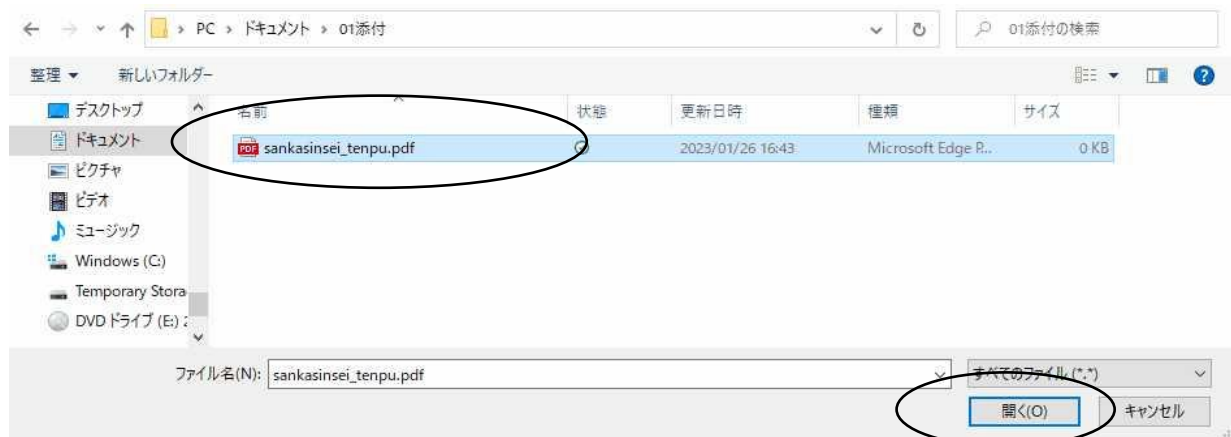 PC › ドキュメント › 01添付
01添付の検索
整理 新しいフォルダー
デスクトップ
ドキュメント
ピクチャ
ビデオ
ミュージック
Windows (C:)
Temporary Stora
DVD ドライブ (E:) 2
名前 状態 更新日時 種類 サイズ
PDF sankasinsei_tenpu.pdf 2023/01/26 16:43 Microsoft Edge P... 0 KB
ファイル名(N): sankasinsei_tenpu.pdf すべてのファイル (*.*)
開く(O) キャンセル